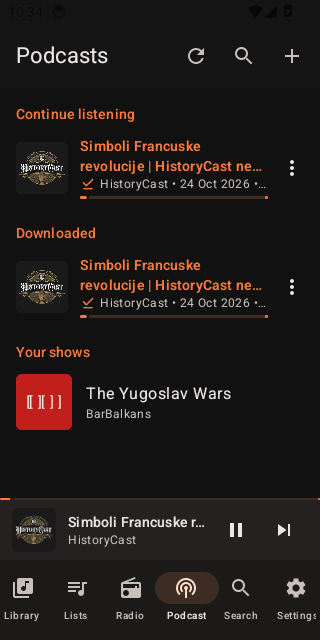 10:34
Podcasts
Continue listening
Simboli Francuske
revolucije | HistoryCast ne...
HistoryCast • 24 Oct 2026 •...
Downloaded
Simboli Francuske
revolucije | HistoryCast ne...
HistoryCast • 24 Oct 2026 •...
Your shows
The Yugoslav Wars
BarBalkans
Simboli Francuske r...
HistoryCast
Library
Lists
Radio
Podcast
Search
Settings